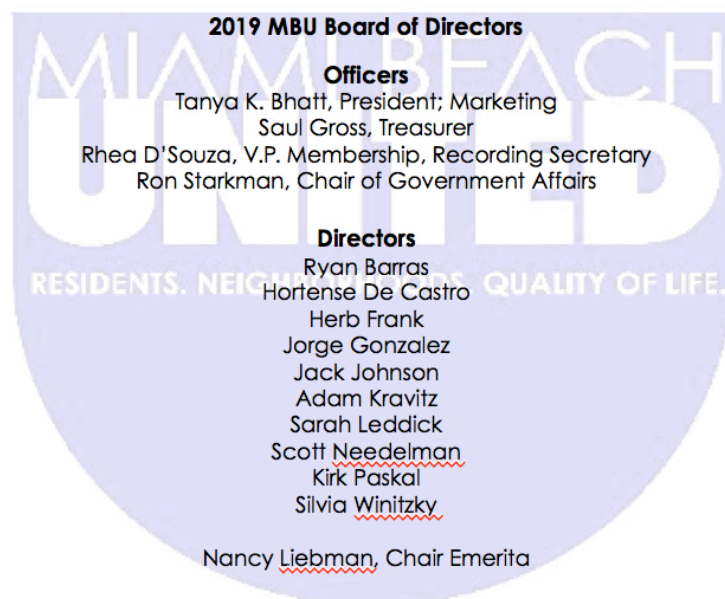 2019 MBU Board of Directors
MIAMI BEACH
Officers
Tanya K. Bhatt, President; Marketing
Saul Gross, Treasurer
Rhea D'Souza, V.P. Membership, Recording Secretary
Ron Starkman, Chair of Government Affairs
UNITED
Directors
Ryan Barras
RESIDENTS. NEIGHBORHOODS. QUALITY OF LIFE.
Hortense De Castro
Herb Frank
Jorge Gonzalez
Jack Johnson
Adam Kravitz
Sarah Leddick
Scott Needelman
Kirk Paskal
Silvia Winitzky
Nancy Liebman, Chair Emerita